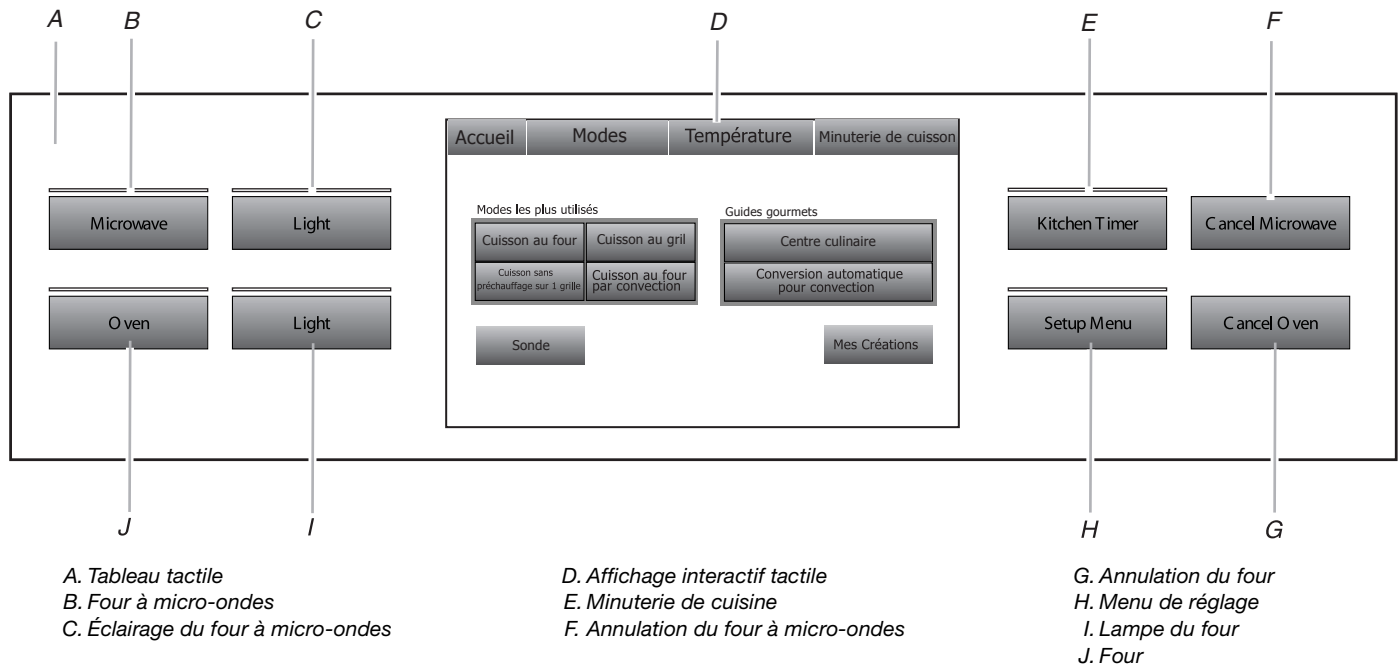 A
B
C
D
E
F
Accueil
Modes
Température
Minuterie de cuisson
Microwave
Light
Modes les plus utilisés
Guides gourmets
Kitchen Timer
Cancel Microwave
Cuisson au four
Cuisson au gril
Centre culinaire
Cuisson sans
préchauffage sur 1 grille
Cuisson au four
par convection
Conversion automatique
pour convection
Oven
Light
Sonde
Mes Créations
Setup Menu
Cancel Oven
J
I
H
G
A. Tableau tactile
B. Four à micro-ondes
C. Éclairage du four à micro-ondes
D. Affichage interactif tactile
E. Minuterie de cuisine
F. Annulation du four à micro-ondes
G. Annulation du four
H. Menu de réglage
I. Lampe du four
J. Four